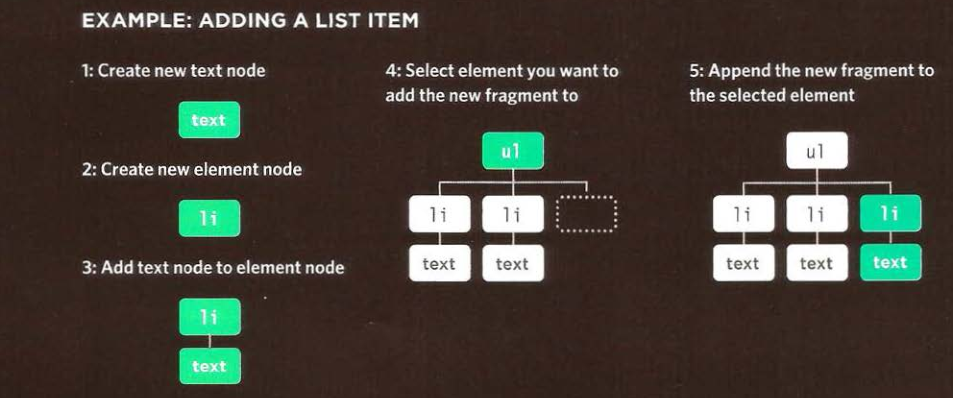 EXAMPLE: ADDING A LIST ITEM
1: Create new text node
text
2: Create new element node
li
3: Add text node to element node
li
text
4: Select element you want to
add the new fragment to
ul
li li
text text
5: Append the new fragment to
the selected element
ul
li li li
text text text